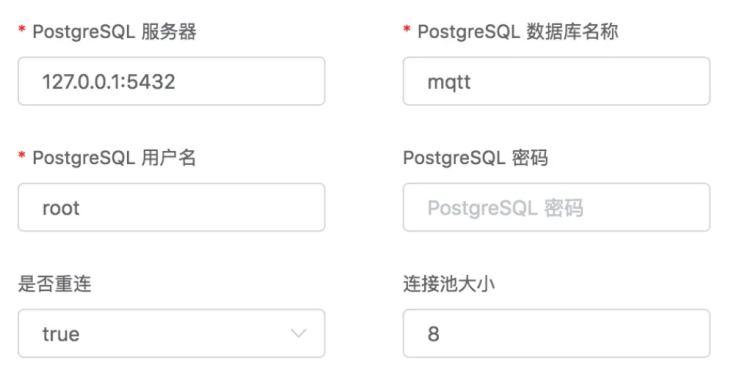 * PostgreSQL 服务器
* PostgreSQL 数据库名称
127.0.0.1:5432
mqtt
* PostgreSQL 用户名
PostgreSQL 密码
root
PostgreSQL 密码
是否重连
连接池大小
true
8